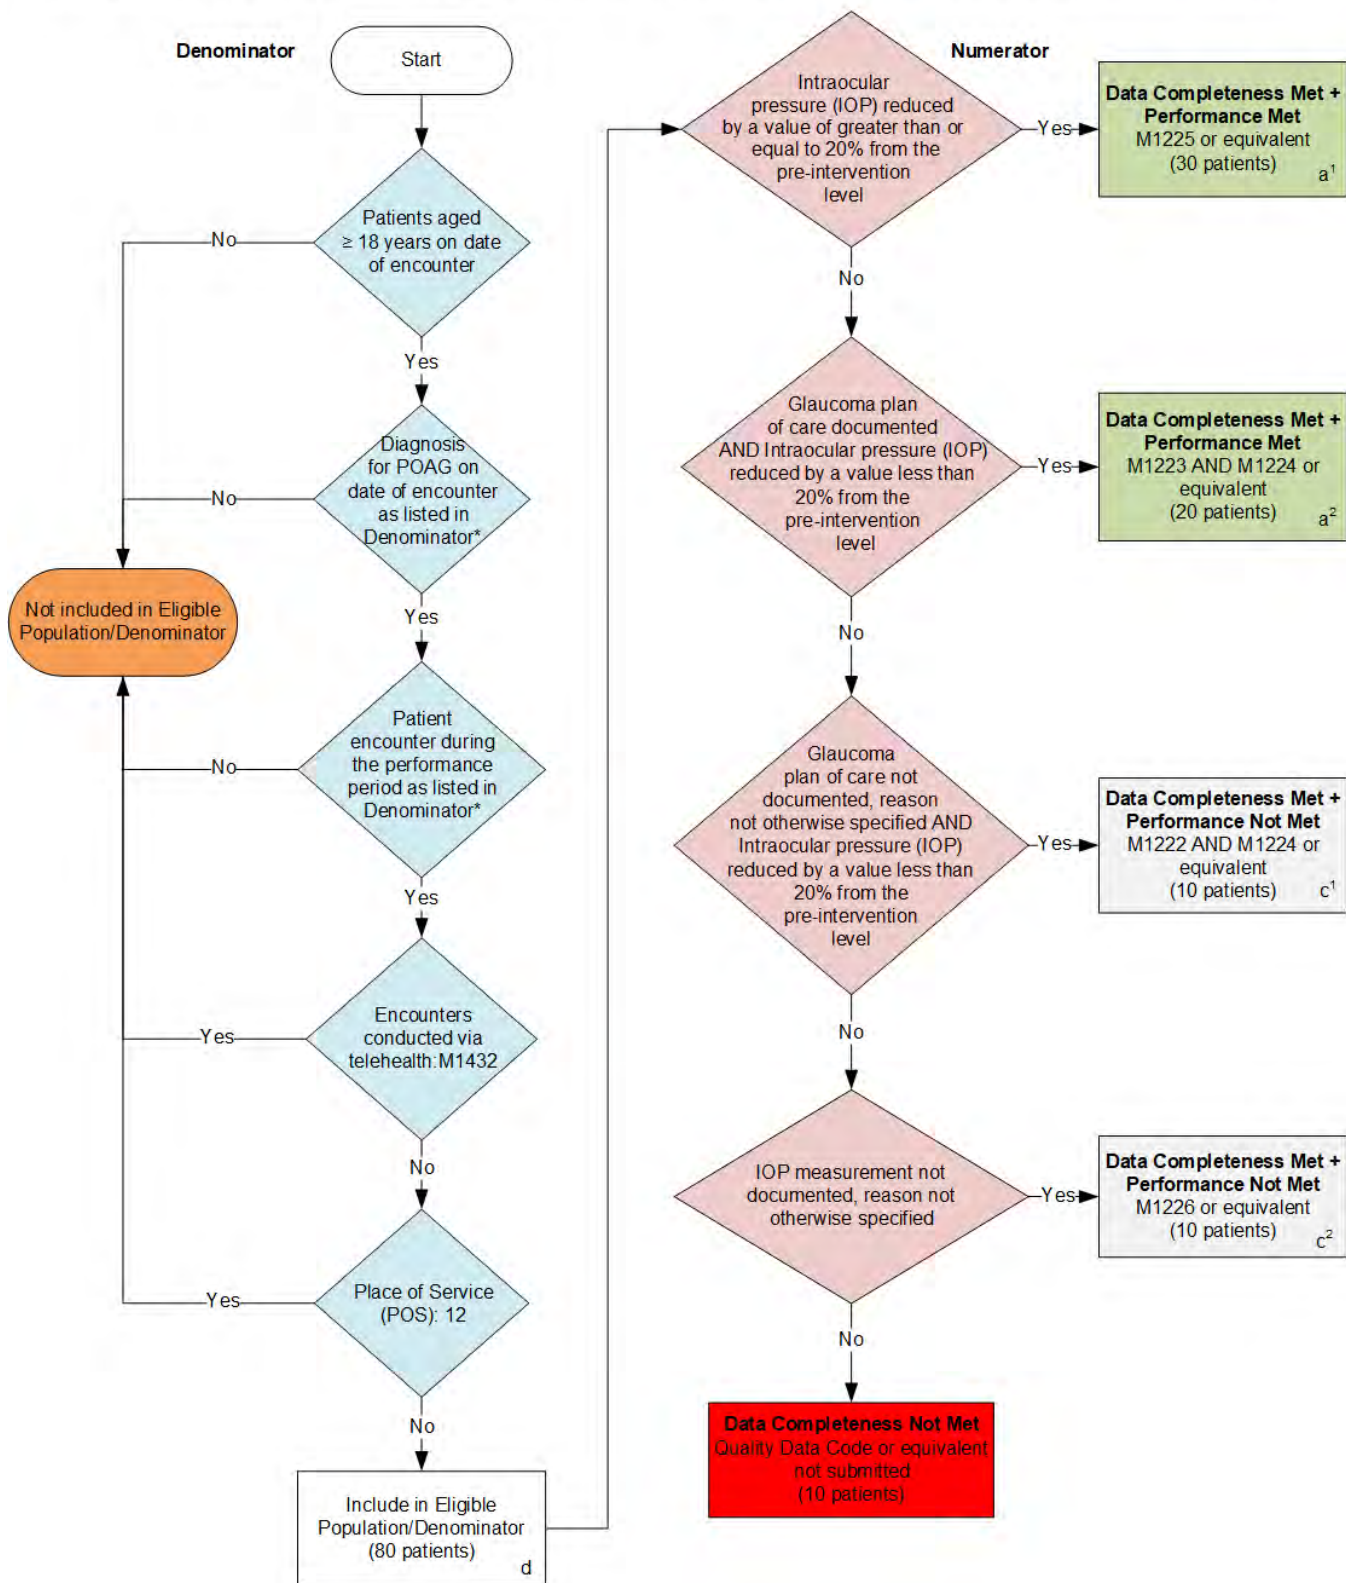 Denominator
Start
Patients aged
≥ 18 years on date
of encounter
No
Yes
Diagnosis
for POAG on
date of encounter
as listed in
Denominator*
No
Yes
Not included in Eligible
Population/Denominator
Patient
encounter during
the performance
period as listed in
Denominator*
No
Yes
Encounters
conducted via
telehealth:M1432
Yes
No
Place of Service
(POS): 12
Yes
No
Include in Eligible
Population/Denominator
(80 patients)
d
Numerator
Intraocular
pressure (IOP) reduced
by a value of greater than or
equal to 20% from the
pre-intervention
level
Yes
Data Completeness Met +
Performance Met
M1225 or equivalent
(30 patients)
a¹
No
Glaucoma plan
of care documented
AND Intraocular pressure (IOP)
reduced by a value less than
20% from the
pre-intervention
level
Yes
Data Completeness Met +
Performance Met
M1223 AND M1224 or
equivalent
(20 patients)
a²
No
Glaucoma
plan of care not
documented, reason
not otherwise specified AND
Intraocular pressure (IOP)
reduced by a value less than
20% from the
pre-intervention
level
Yes
Data Completeness Met +
Performance Not Met
M1222 AND M1224 or
equivalent
(10 patients)
c¹
No
IOP measurement not
documented, reason not
otherwise specified
Yes
Data Completeness Met +
Performance Not Met
M1226 or equivalent
(10 patients)
c²
No
Data Completeness Not Met
Quality Data Code or equivalent
not submitted
(10 patients)